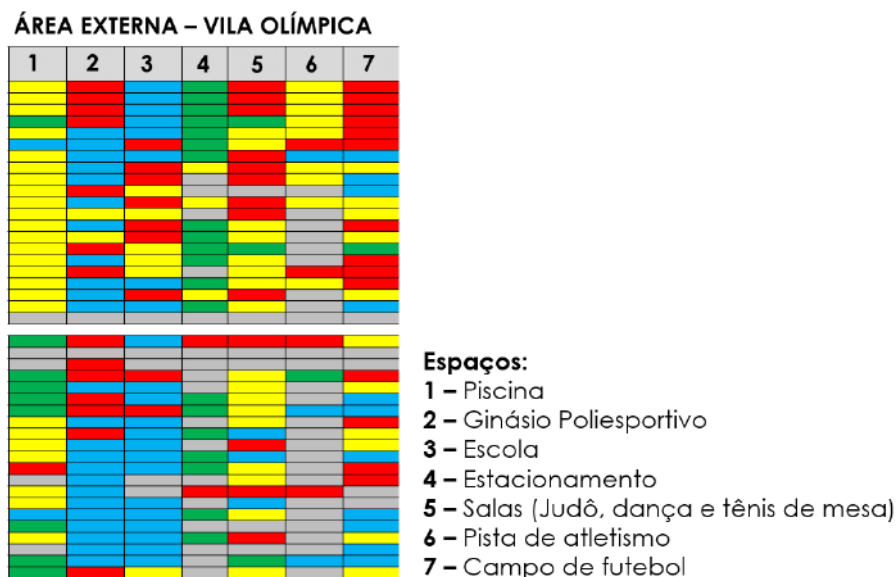 ÁREA EXTERNA – VILA OLÍMPICA
1 2 3 4 5 6 7
Espaços:
1 – Piscina
2 – Ginásio Poliesportivo
3 – Escola
4 – Estacionamento
5 – Salas (Judô, dança e tênis de mesa)
6 – Pista de atletismo
7 – Campo de futebol